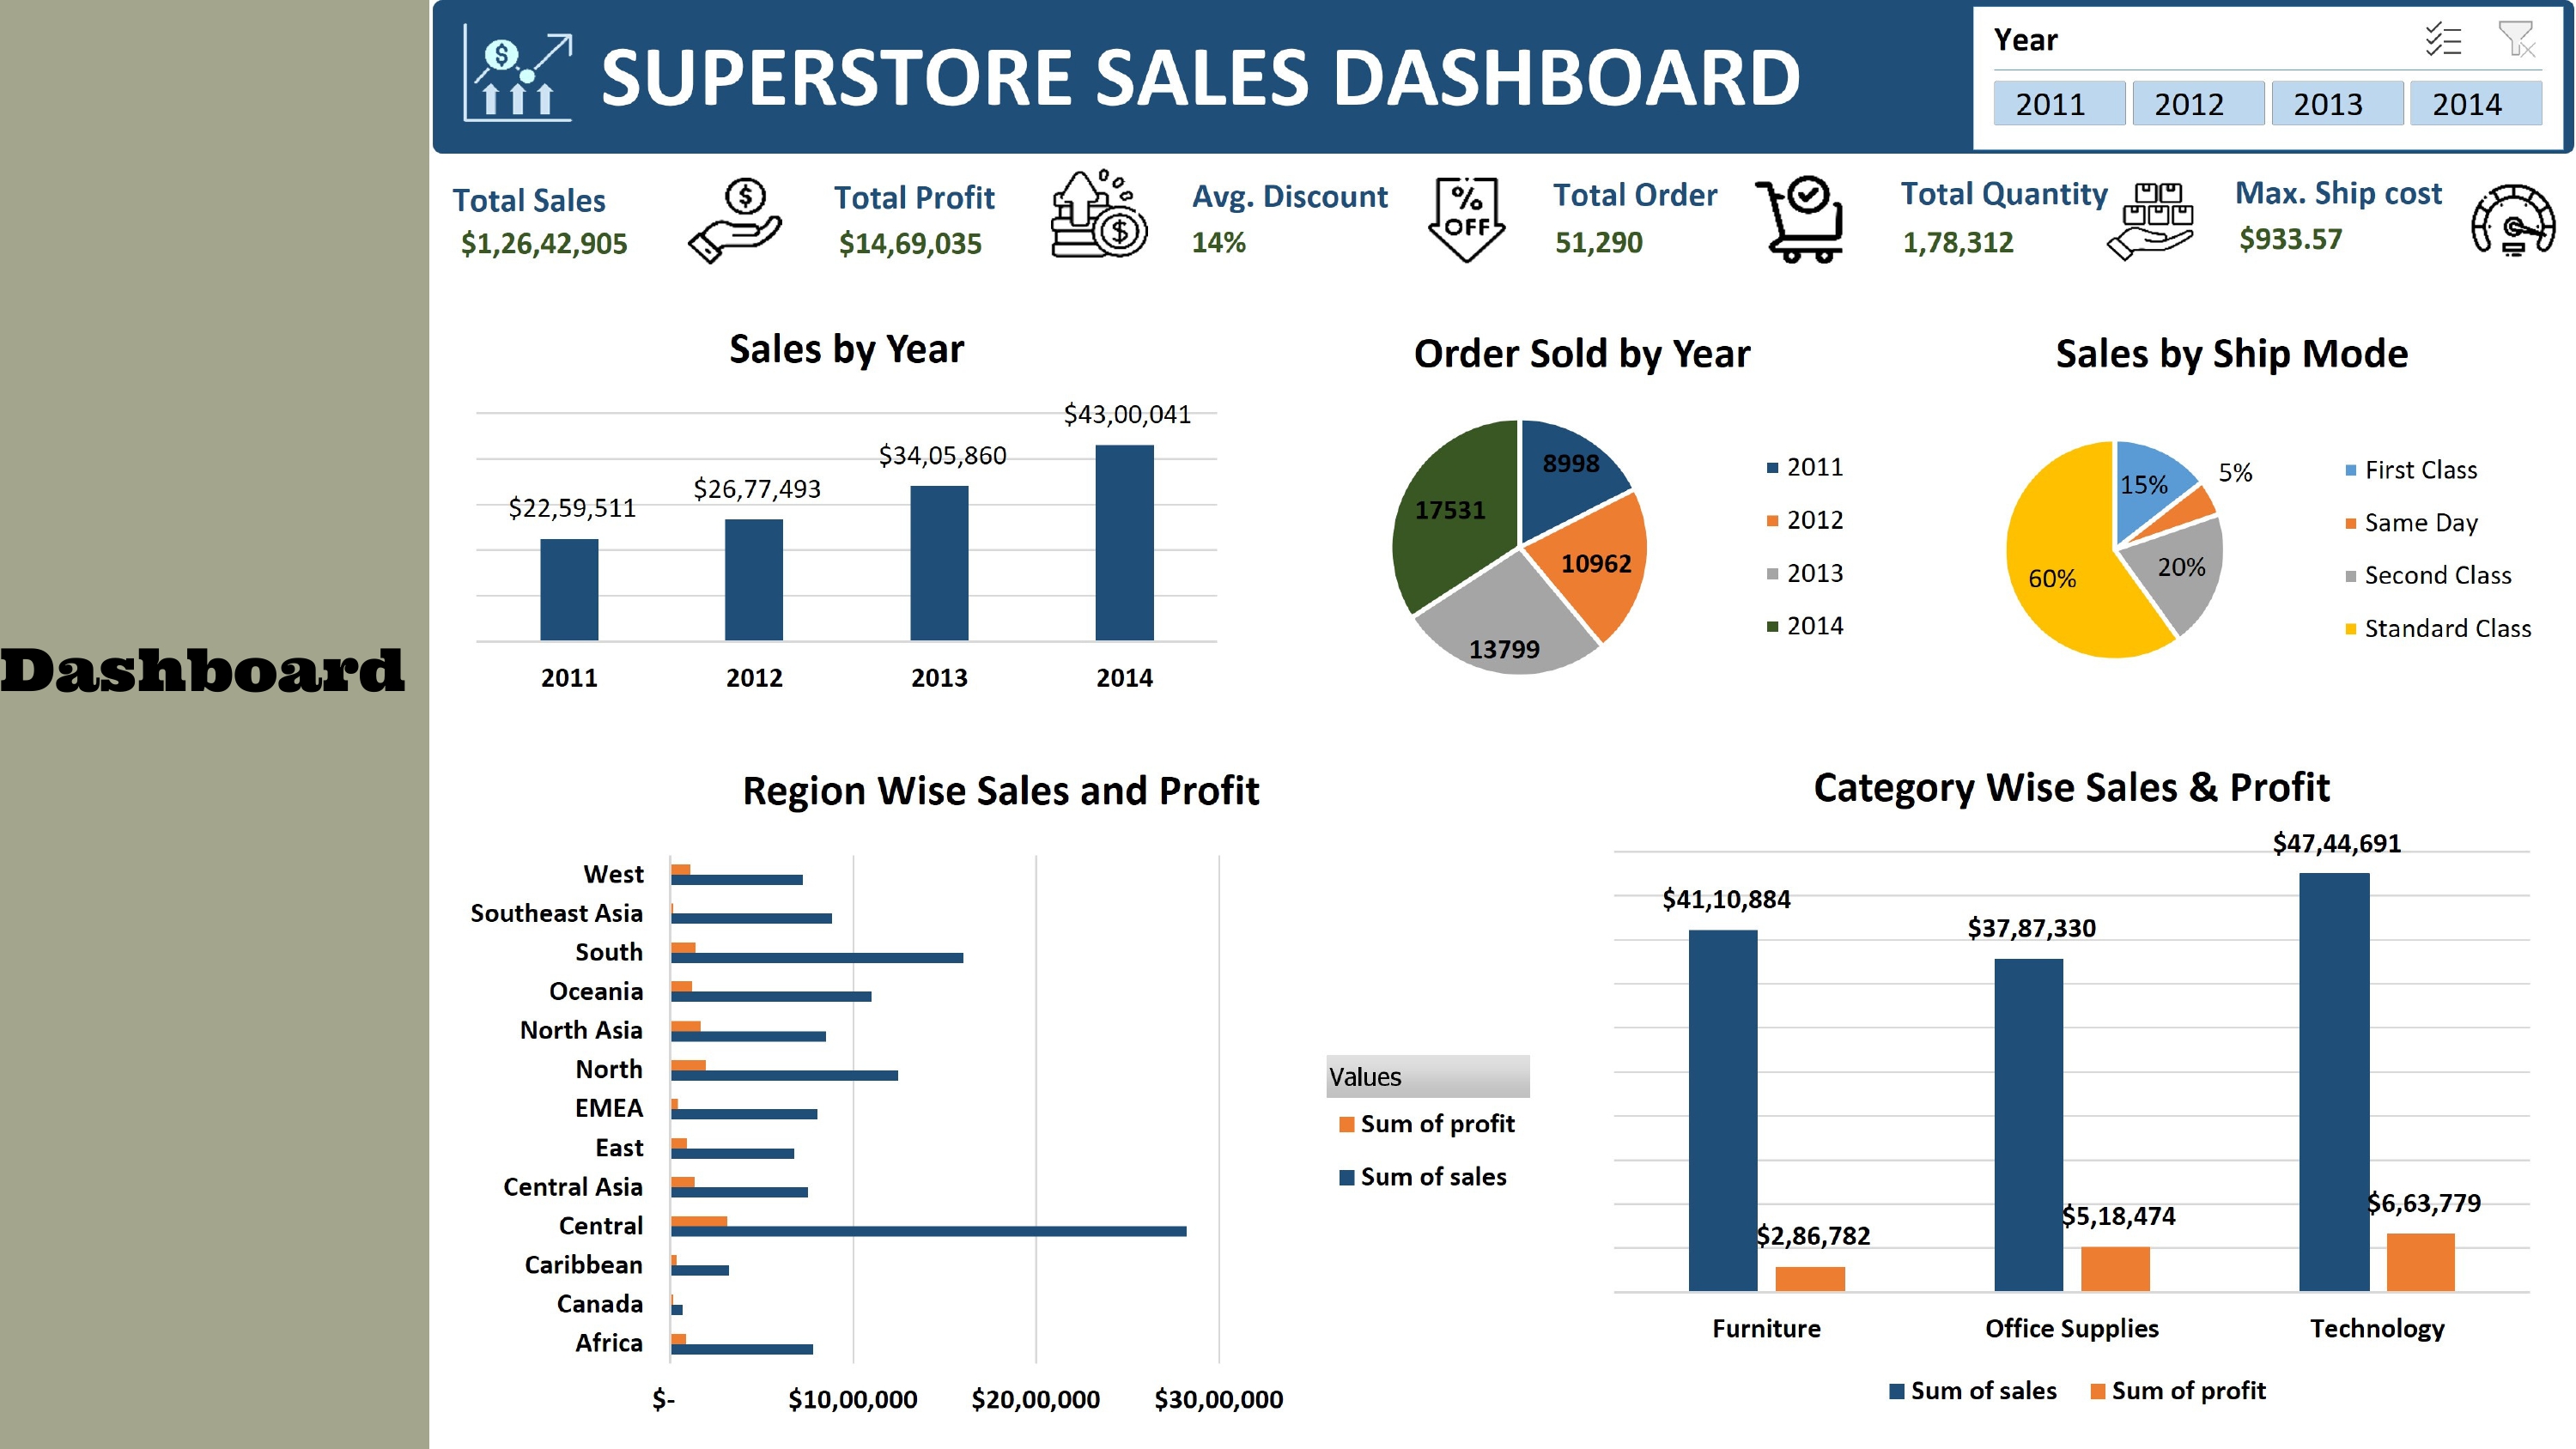 Dashboard
SUPERSTORE SALES DASHBOARD
Year
2011 2012 2013 2014
Total Sales
$1,26,42,905
$
Total Profit
$14,69,035
$
Avg. Discount
14%
%
OFF
Total Order
51,290
Total Quantity
1,78,312
Max. Ship cost
$933.57
Sales by Year
$22,59,511
$26,77,493
$34,05,860
$43,00,041
2011 2012 2013 2014
Order Sold by Year
8998
10962
13799
17531
2011
2012
2013
2014
Sales by Ship Mode
15%
5%
20%
60%
First Class
Same Day
Second Class
Standard Class
Region Wise Sales and Profit
West
Southeast Asia
South
Oceania
North Asia
North
EMEA
East
Central Asia
Central
Caribbean
Canada
Africa
$- $10,00,000 $20,00,000 $30,00,000
Values
Sum of profit
Sum of sales
Category Wise Sales & Profit
$41,10,884
$2,86,782
$37,87,330
$5,18,474
$47,44,691
$6,63,779
Furniture Office Supplies Technology
Sum of sales Sum of profit